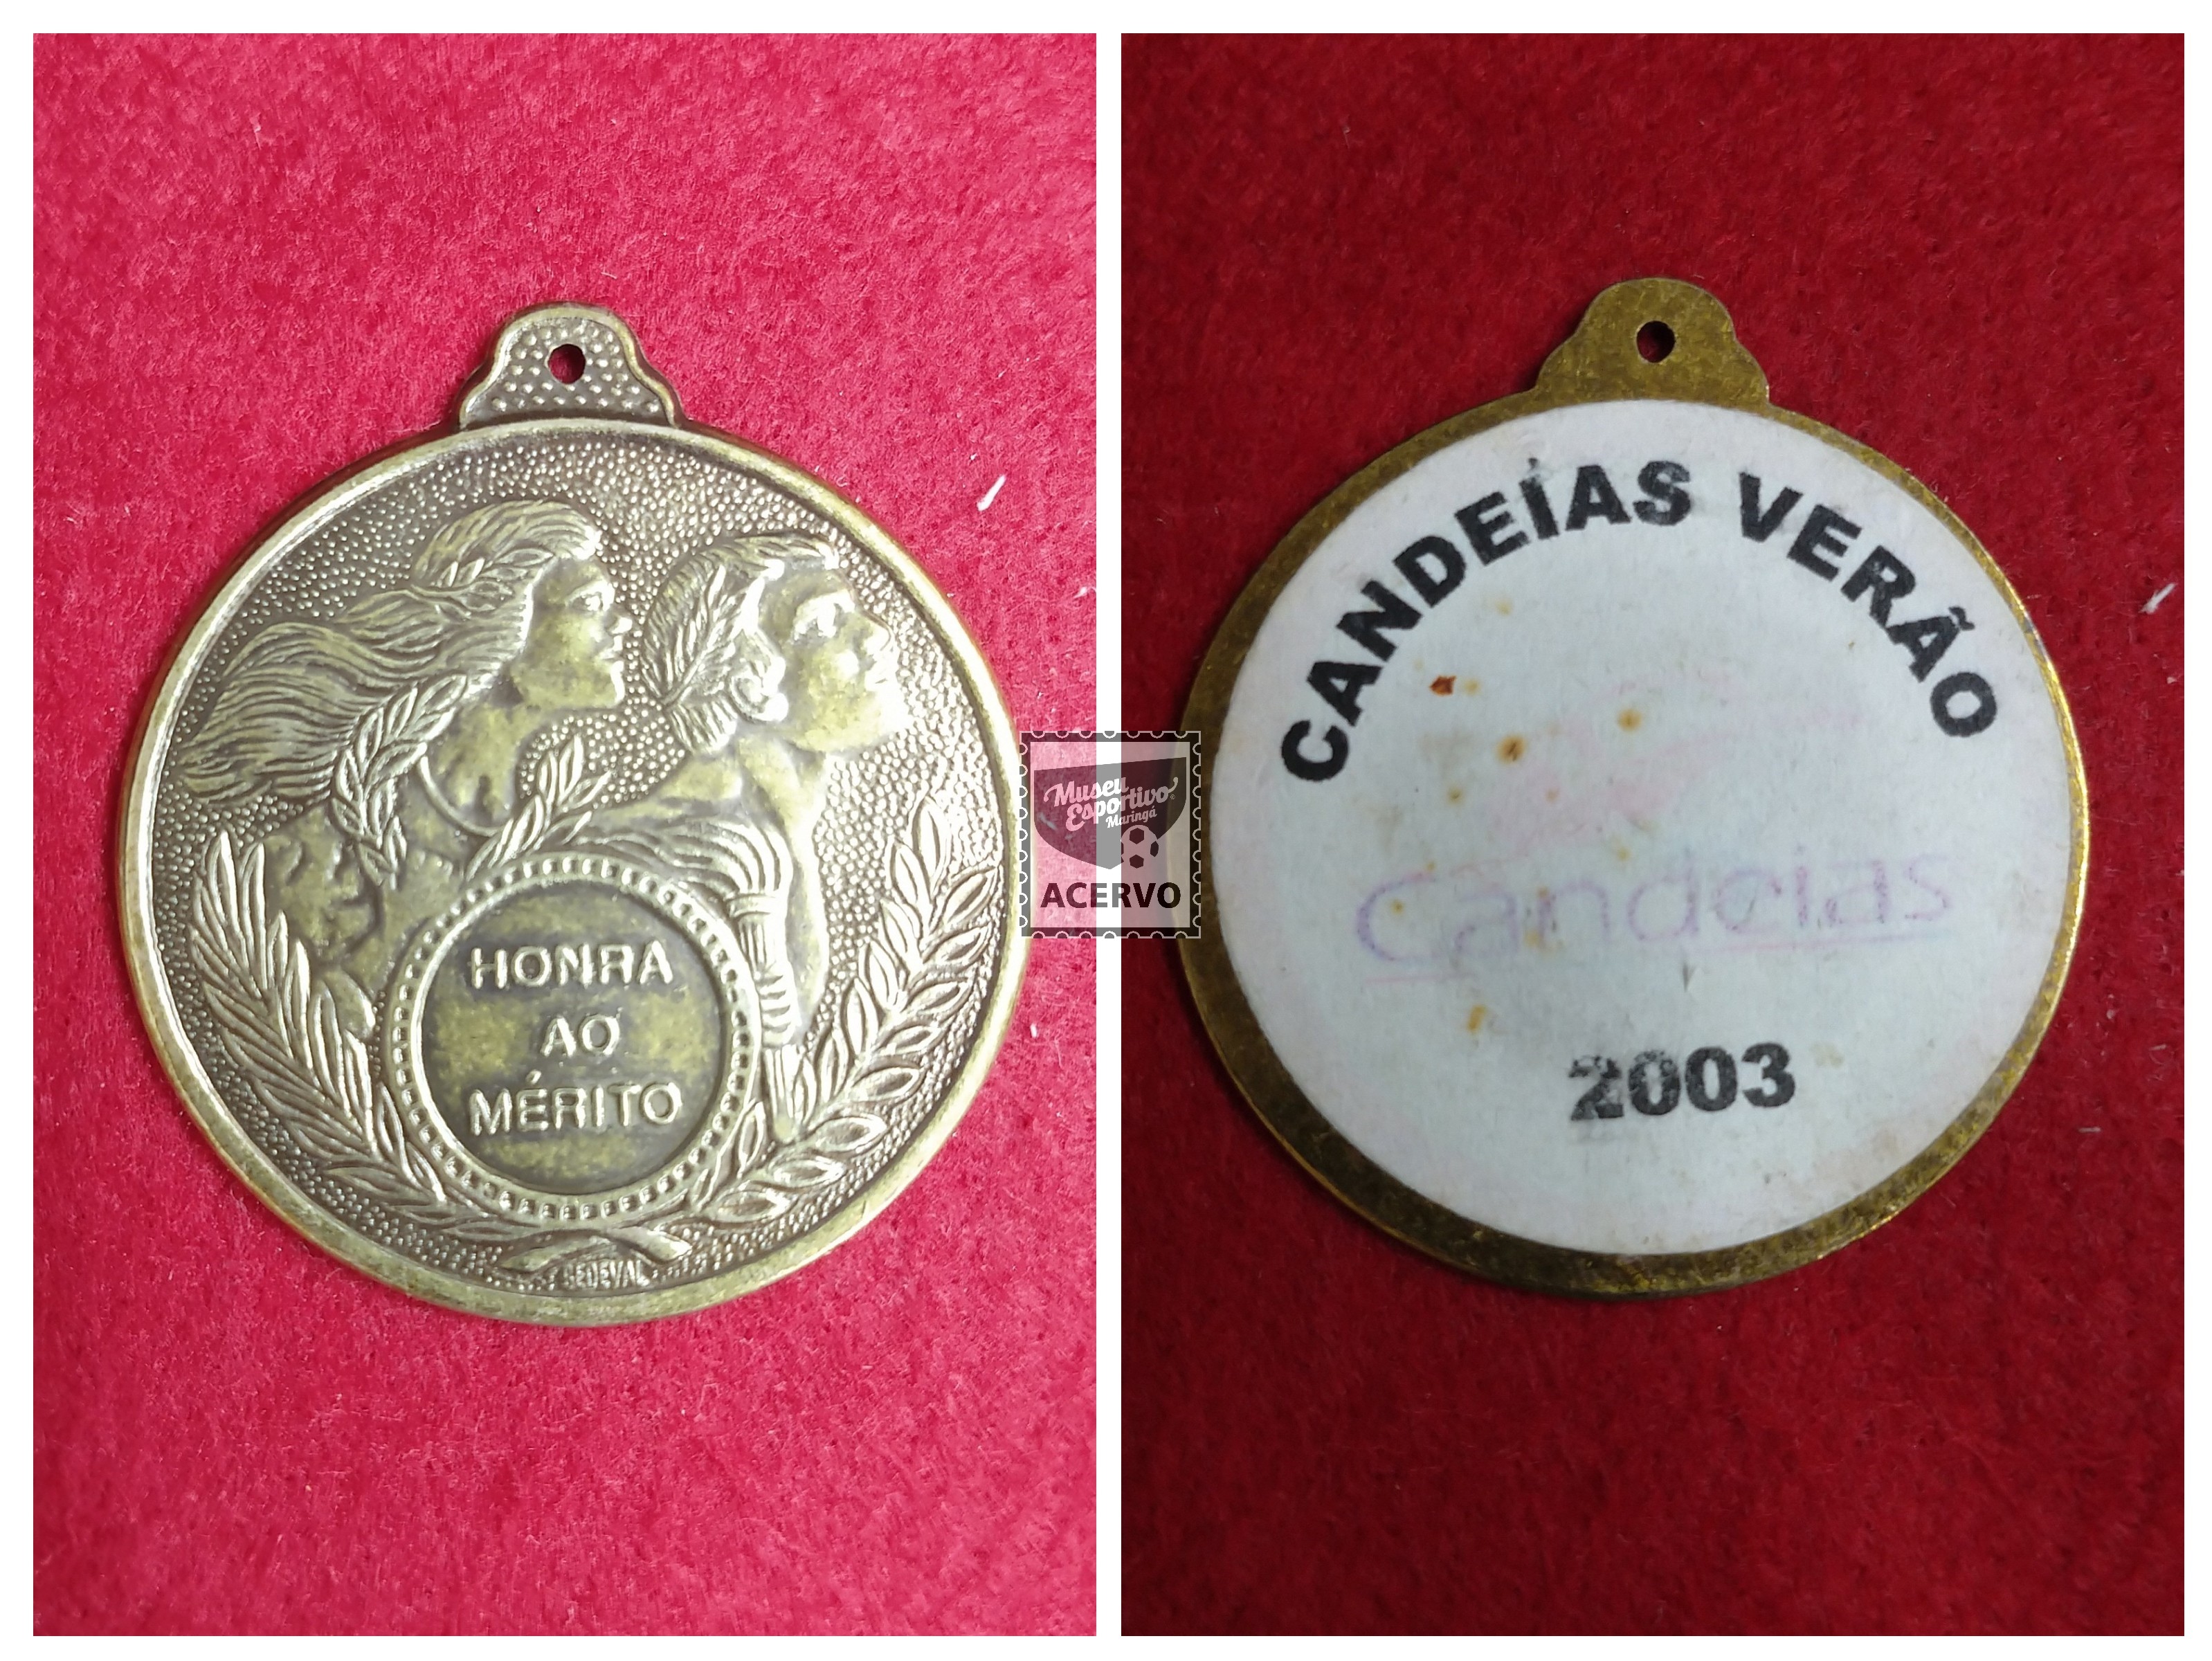 HONRA
AO
MÉRITO
SEDEVAL
Museu
Esportivo
Maringá
ACERVO
CANDEIAS VERÃO
Candeias
2003